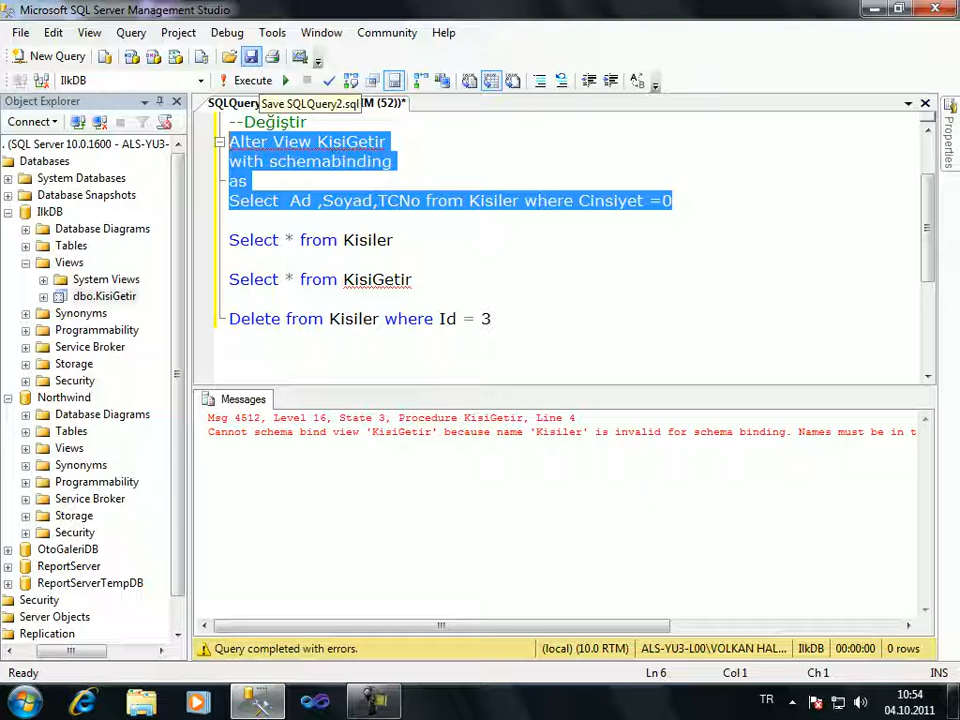 Microsoft SQL Server Management Studio
File Edit View Query Project Debug Tools Window Community Help
New Query
IlkDB Execute
Object Explorer
SQLQuery Save SQLQuery2.sql (52))*
Connect
. (SQL Server 10.0.1600 - ALS-YU3-
Databases
System Databases
Database Snapshots
IlkDB
Database Diagrams
Tables
Views
System Views
dbo.KisiGetir
Synonyms
Programmability
Service Broker
Storage
Security
Northwind
Database Diagrams
Tables
Views
Synonyms
Programmability
Service Broker
Storage
Security
OtoGaleriDB
ReportServer
ReportServerTempDB
Security
Server Objects
Replication
--Değiştir
Alter View KisiGetir
with schemabinding
as
Select Ad ,Soyad,TCNo from Kisiler where Cinsiyet =0
Select * from Kisiler
Select * from KisiGetir
Delete from Kisiler where Id = 3
Messages
Msg 4512, Level 16, State 3, Procedure KisiGetir, Line 4
Cannot schema bind view 'KisiGetir' because name 'Kisiler' is invalid for schema binding. Names must be in t
Properties
Query completed with errors. (local) (10.0 RTM) ALS-YU3-L00\VOLKAN HAL... IlkDB 00:00:00 0 rows
Ready Ln 6 Col 1 Ch 1 INS
TR 10:54
04.10.2011